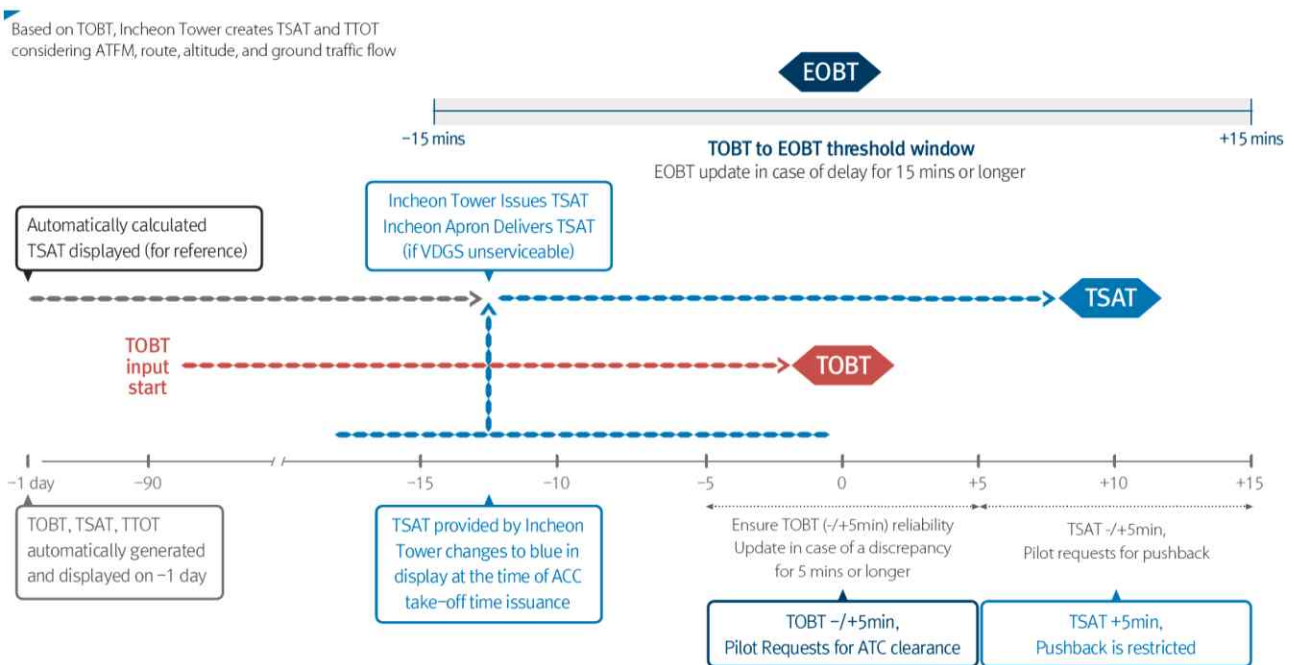 Based on TOBT, Incheon Tower creates TSAT and TTOT
considering ATFM, route, altitude, and ground traffic flow
EOBT
−15 mins
+15 mins
TOBT to EOBT threshold window
EOBT update in case of delay for 15 mins or longer
Automatically calculated
TSAT displayed (for reference)
Incheon Tower Issues TSAT
Incheon Apron Delivers TSAT
(if VDGS unserviceable)
TSAT
TOBT
input
start
TOBT
−1 day
−90
−15
−10
−5
0
+5
+10
+15
TOBT, TSAT, TTOT
automatically generated
and displayed on −1 day
TSAT provided by Incheon
Tower changes to blue in
display at the time of ACC
take−off time issuance
Ensure TOBT (-/+5min) reliability
Update in case of a discrepancy
for 5 mins or longer
TSAT -/+5min,
Pilot requests for pushback
TOBT −/+5min,
Pilot Requests for ATC clearance
TSAT +5min,
Pushback is restricted